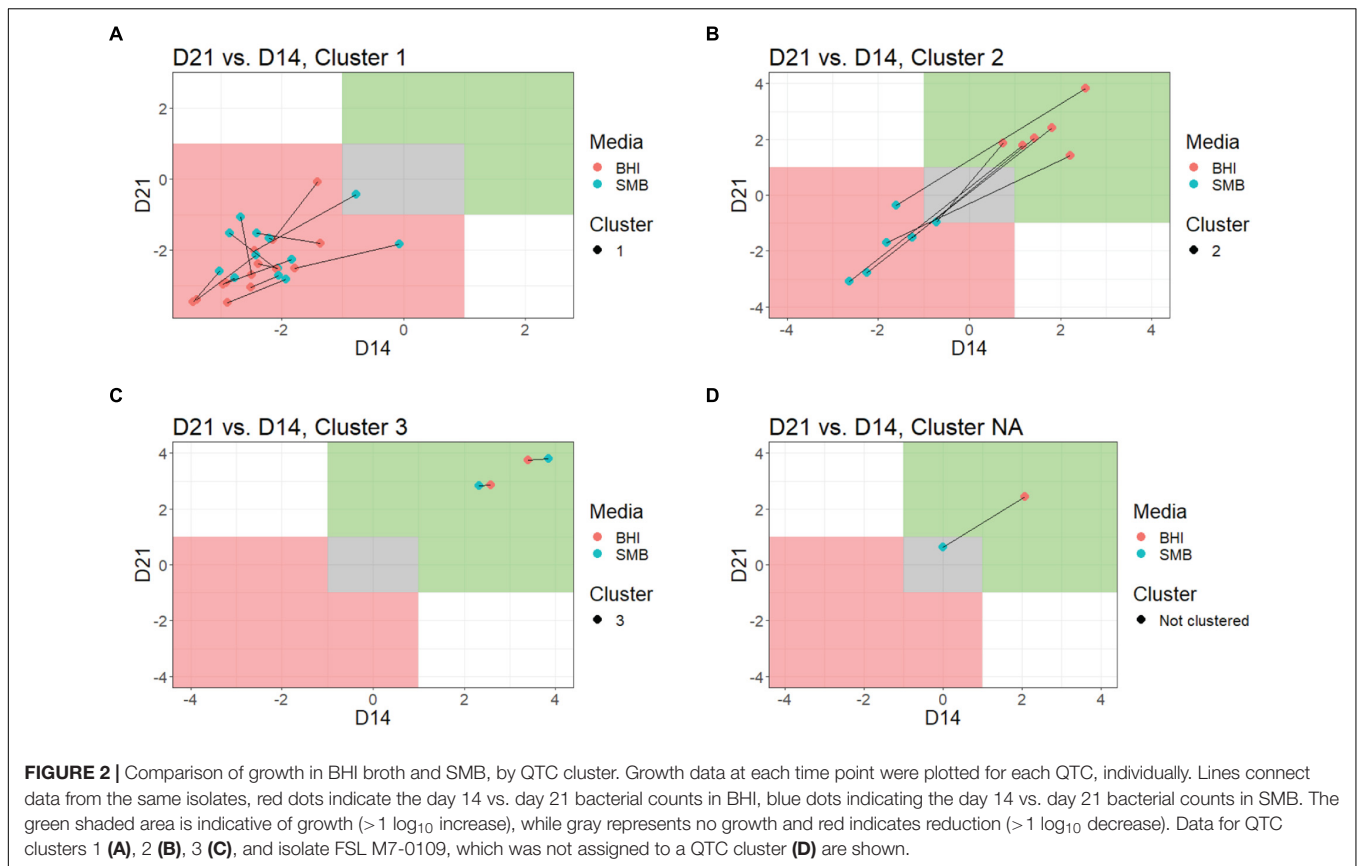 A
D21 vs. D14, Cluster 1
D21
2
0
-2
-2
0
2
D14
Media
BHI
SMB
Cluster
1
B
D21 vs. D14, Cluster 2
D21
4
2
0
-2
-4
-4
-2
0
2
4
D14
Media
BHI
SMB
Cluster
2
C
D21 vs. D14, Cluster 3
D21
4
2
0
-2
-4
-4
-2
0
2
4
D14
Media
BHI
SMB
Cluster
3
D
D21 vs. D14, Cluster NA
D21
4
2
0
-2
-4
-4
-2
0
2
4
D14
Media
BHI
SMB
Cluster
Not clustered
FIGURE 2 | Comparison of growth in BHI broth and SMB, by QTC cluster. Growth data at each time point were plotted for each QTC, individually. Lines connect
data from the same isolates, red dots indicate the day 14 vs. day 21 bacterial counts in BHI, blue dots indicating the day 14 vs. day 21 bacterial counts in SMB. The
green shaded area is indicative of growth (>1 log₁₀ increase), while gray represents no growth and red indicates reduction (>1 log₁₀ decrease). Data for QTC
clusters 1 (A), 2 (B), 3 (C), and isolate FSL M7-0109, which was not assigned to a QTC cluster (D) are shown.